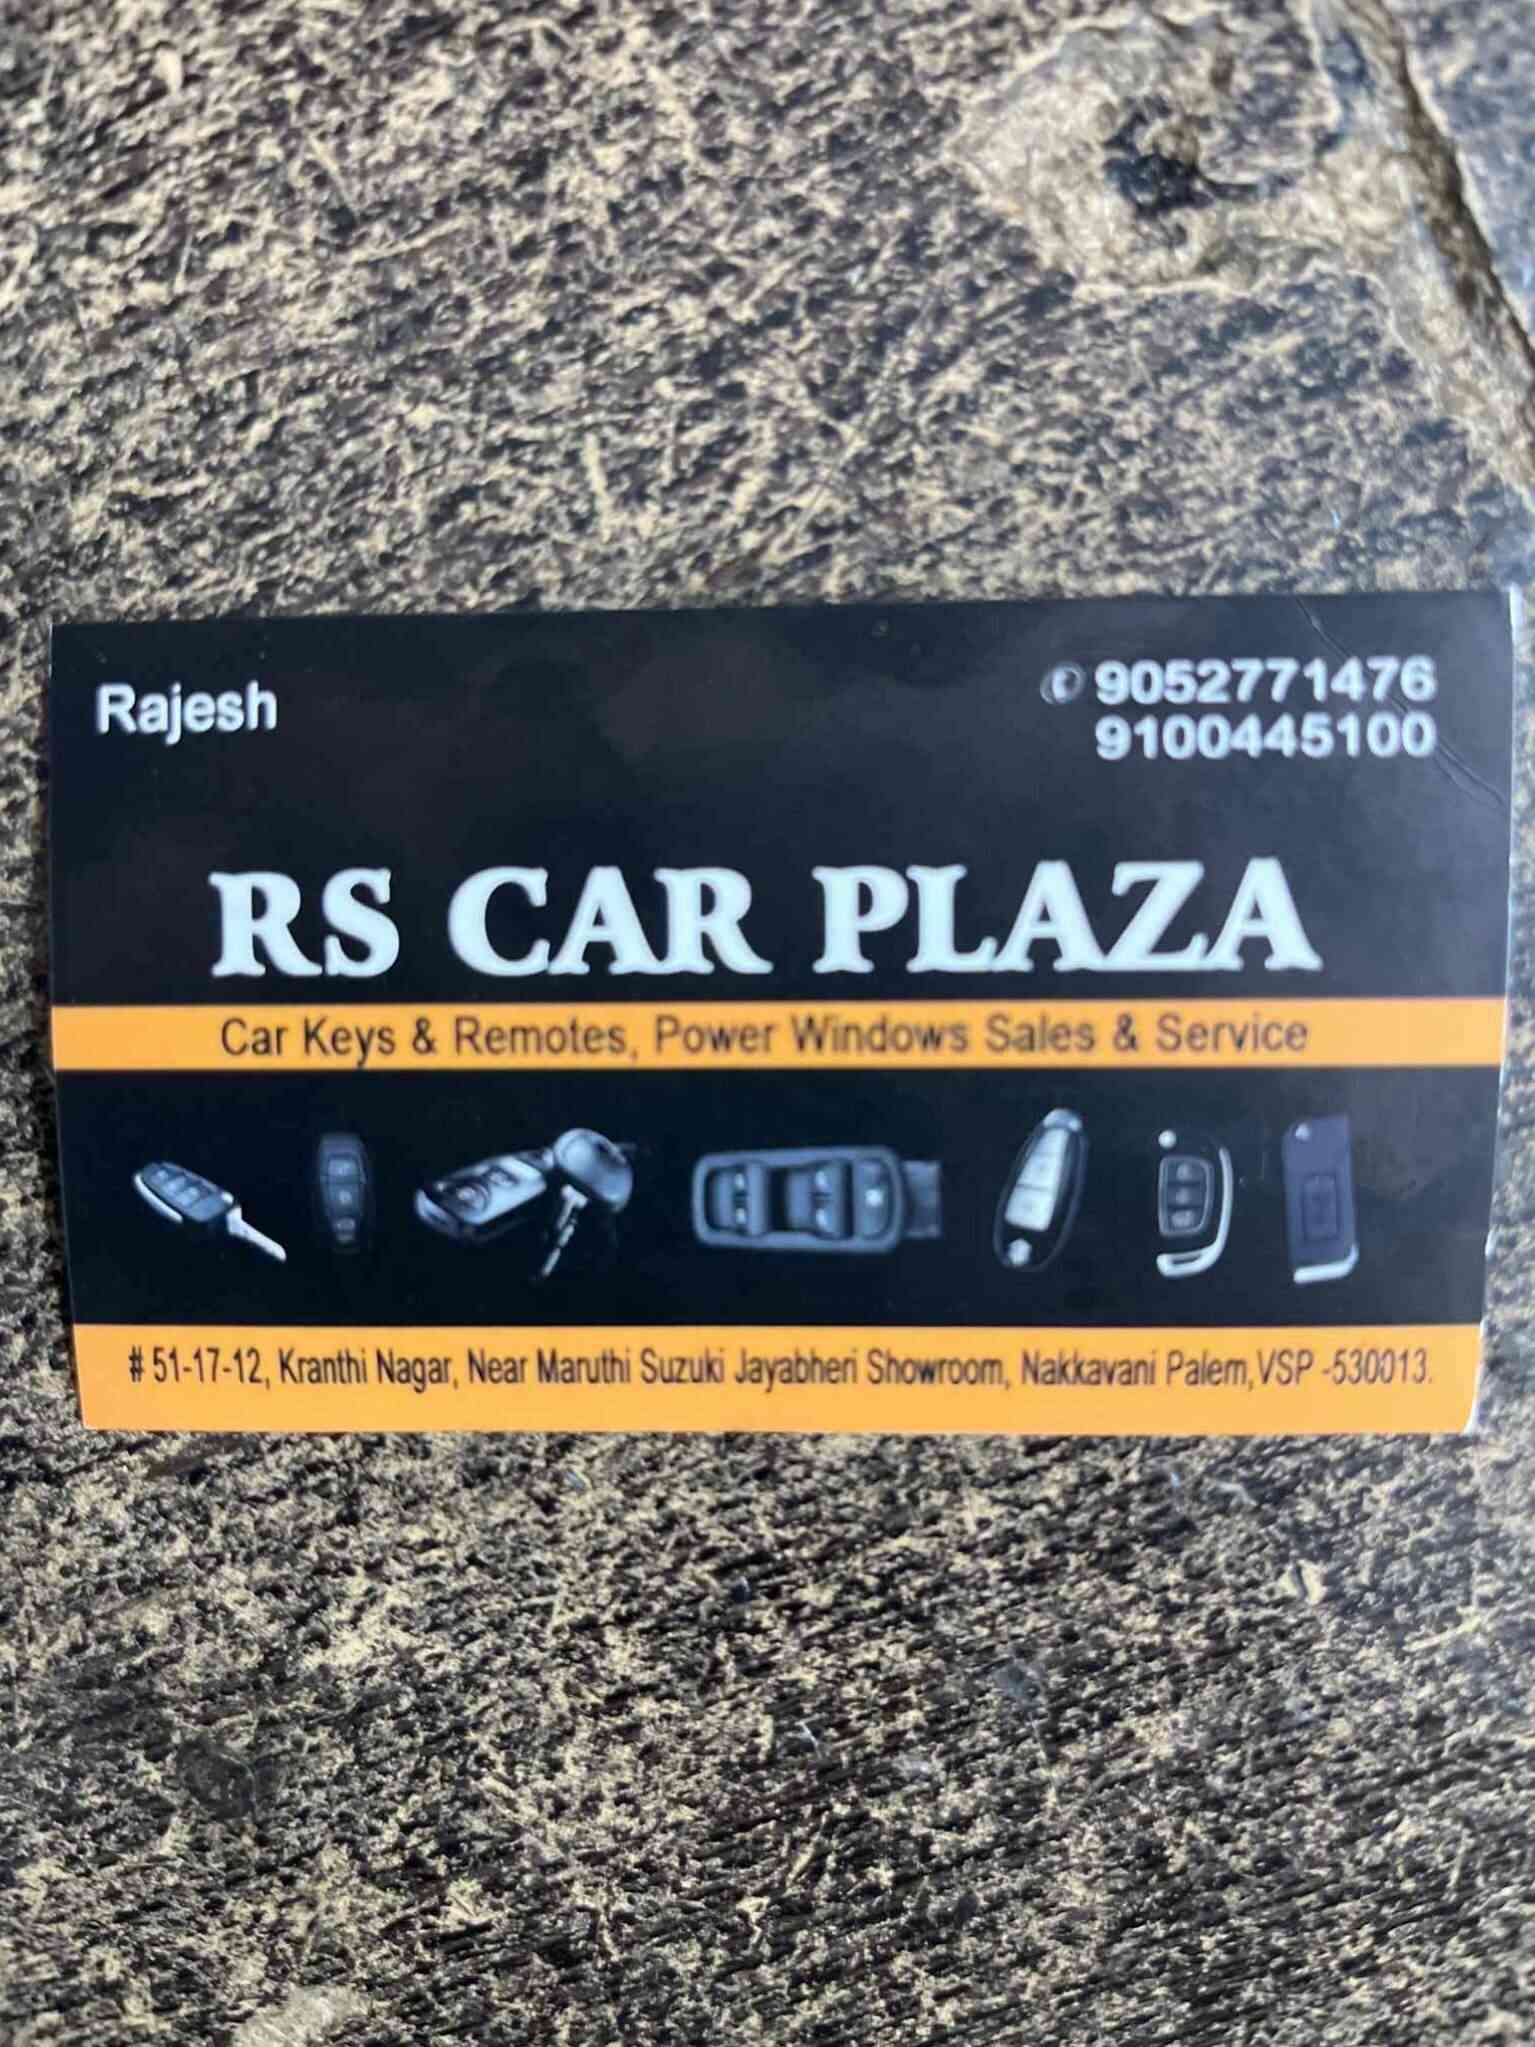 Rajesh
9052771476
9100445100
RS CAR PLAZA
Car Keys & Remotes, Power Windows Sales & Service
# 51-17-12, Kranthi Nagar, Near Maruthi Suzuki Jayabheri Showroom, Nakkavani Palem,VSP -530013.